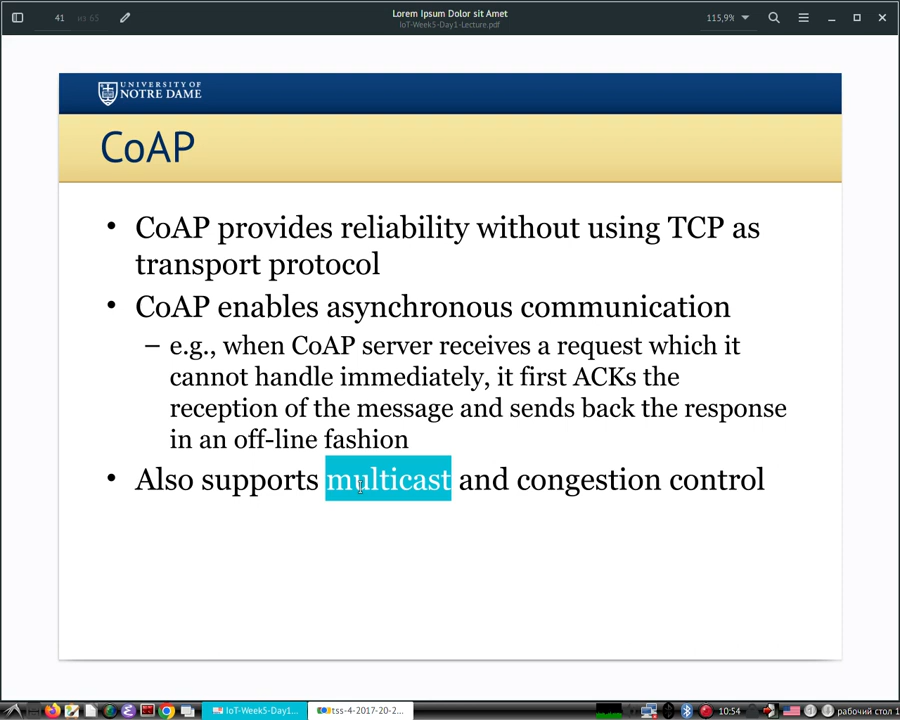 41 из 65
Lorem Ipsum Dolor sit Amet
IoT-Week5-Day1-Lecture.pdf
115,9%
UNIVERSITY OF
NOTRE DAME
CoAP
• CoAP provides reliability without using TCP as
transport protocol
• CoAP enables asynchronous communication
– e.g., when CoAP server receives a request which it
cannot handle immediately, it first ACKs the
reception of the message and sends back the response
in an off-line fashion
• Also supports multicast and congestion control
IoT-Week5-Day1...
tss-4-2017-20-2...
10:54
рабочий стол 1